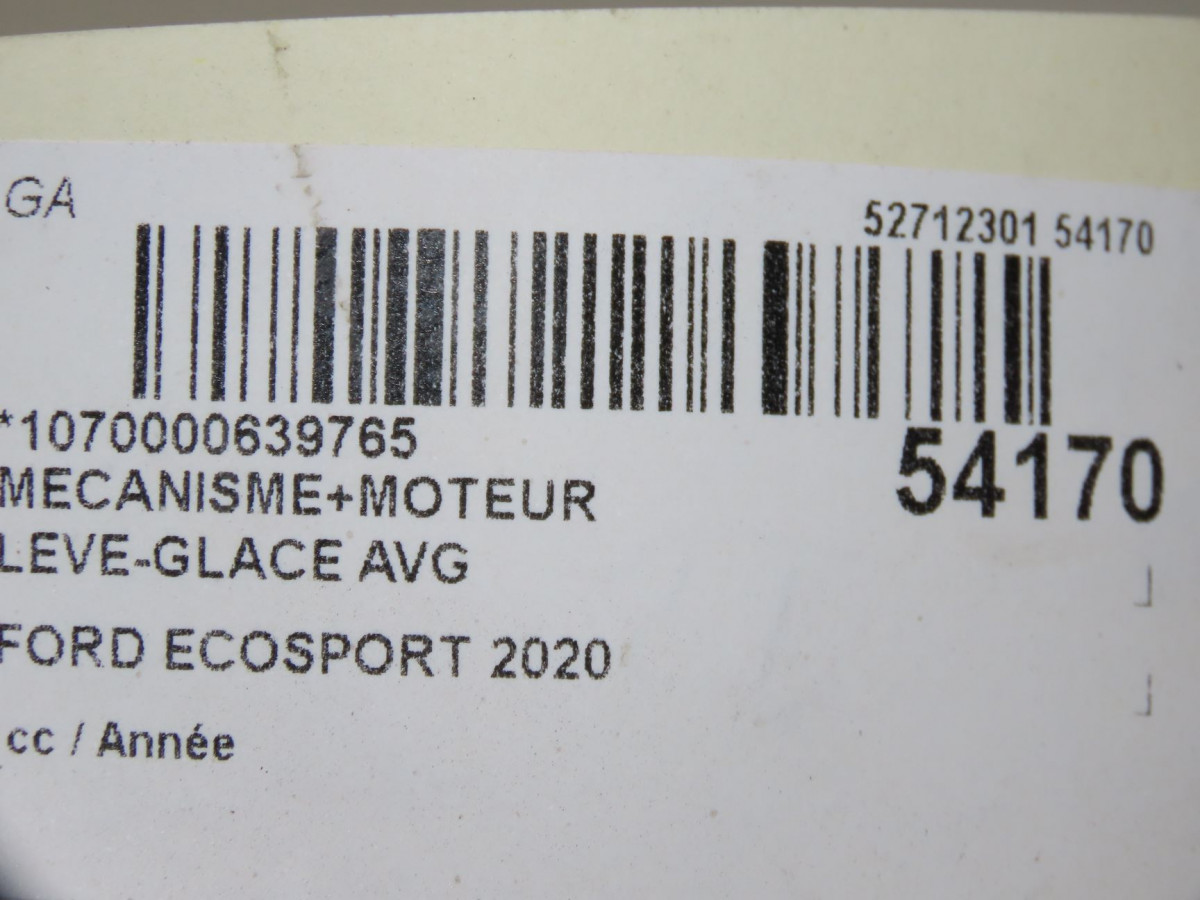 GA
52712301 54170
*1070000639765
54170
MECANISME+MOTEUR
LEVE-GLACE AVG
FORD ECOSPORT 2020
cc / Année